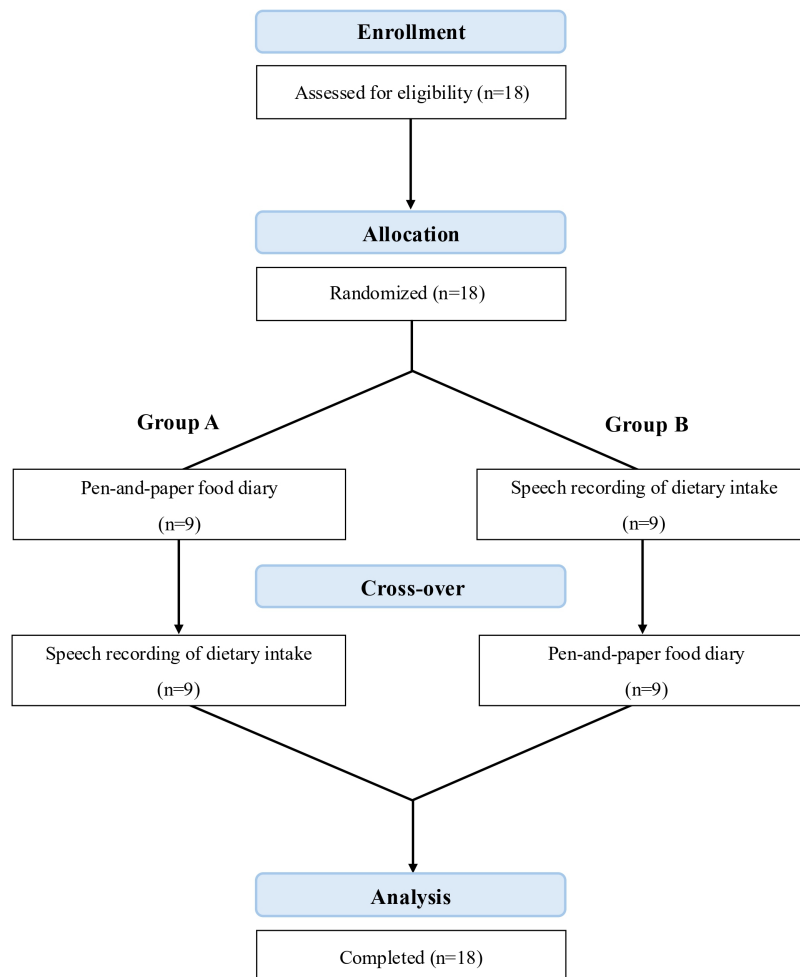 Enrollment
Assessed for eligibility (n=18)
Allocation
Randomized (n=18)
Group A
Group B
Pen-and-paper food diary
(n=9)
Speech recording of dietary intake
(n=9)
Cross-over
Speech recording of dietary intake
(n=9)
Pen-and-paper food diary
(n=9)
Analysis
Completed (n=18)